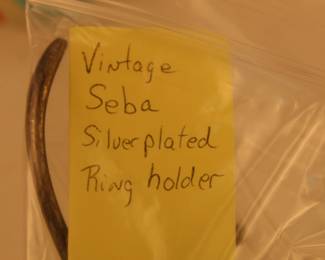 Vintage
Seba
Silverplated
Ring holder